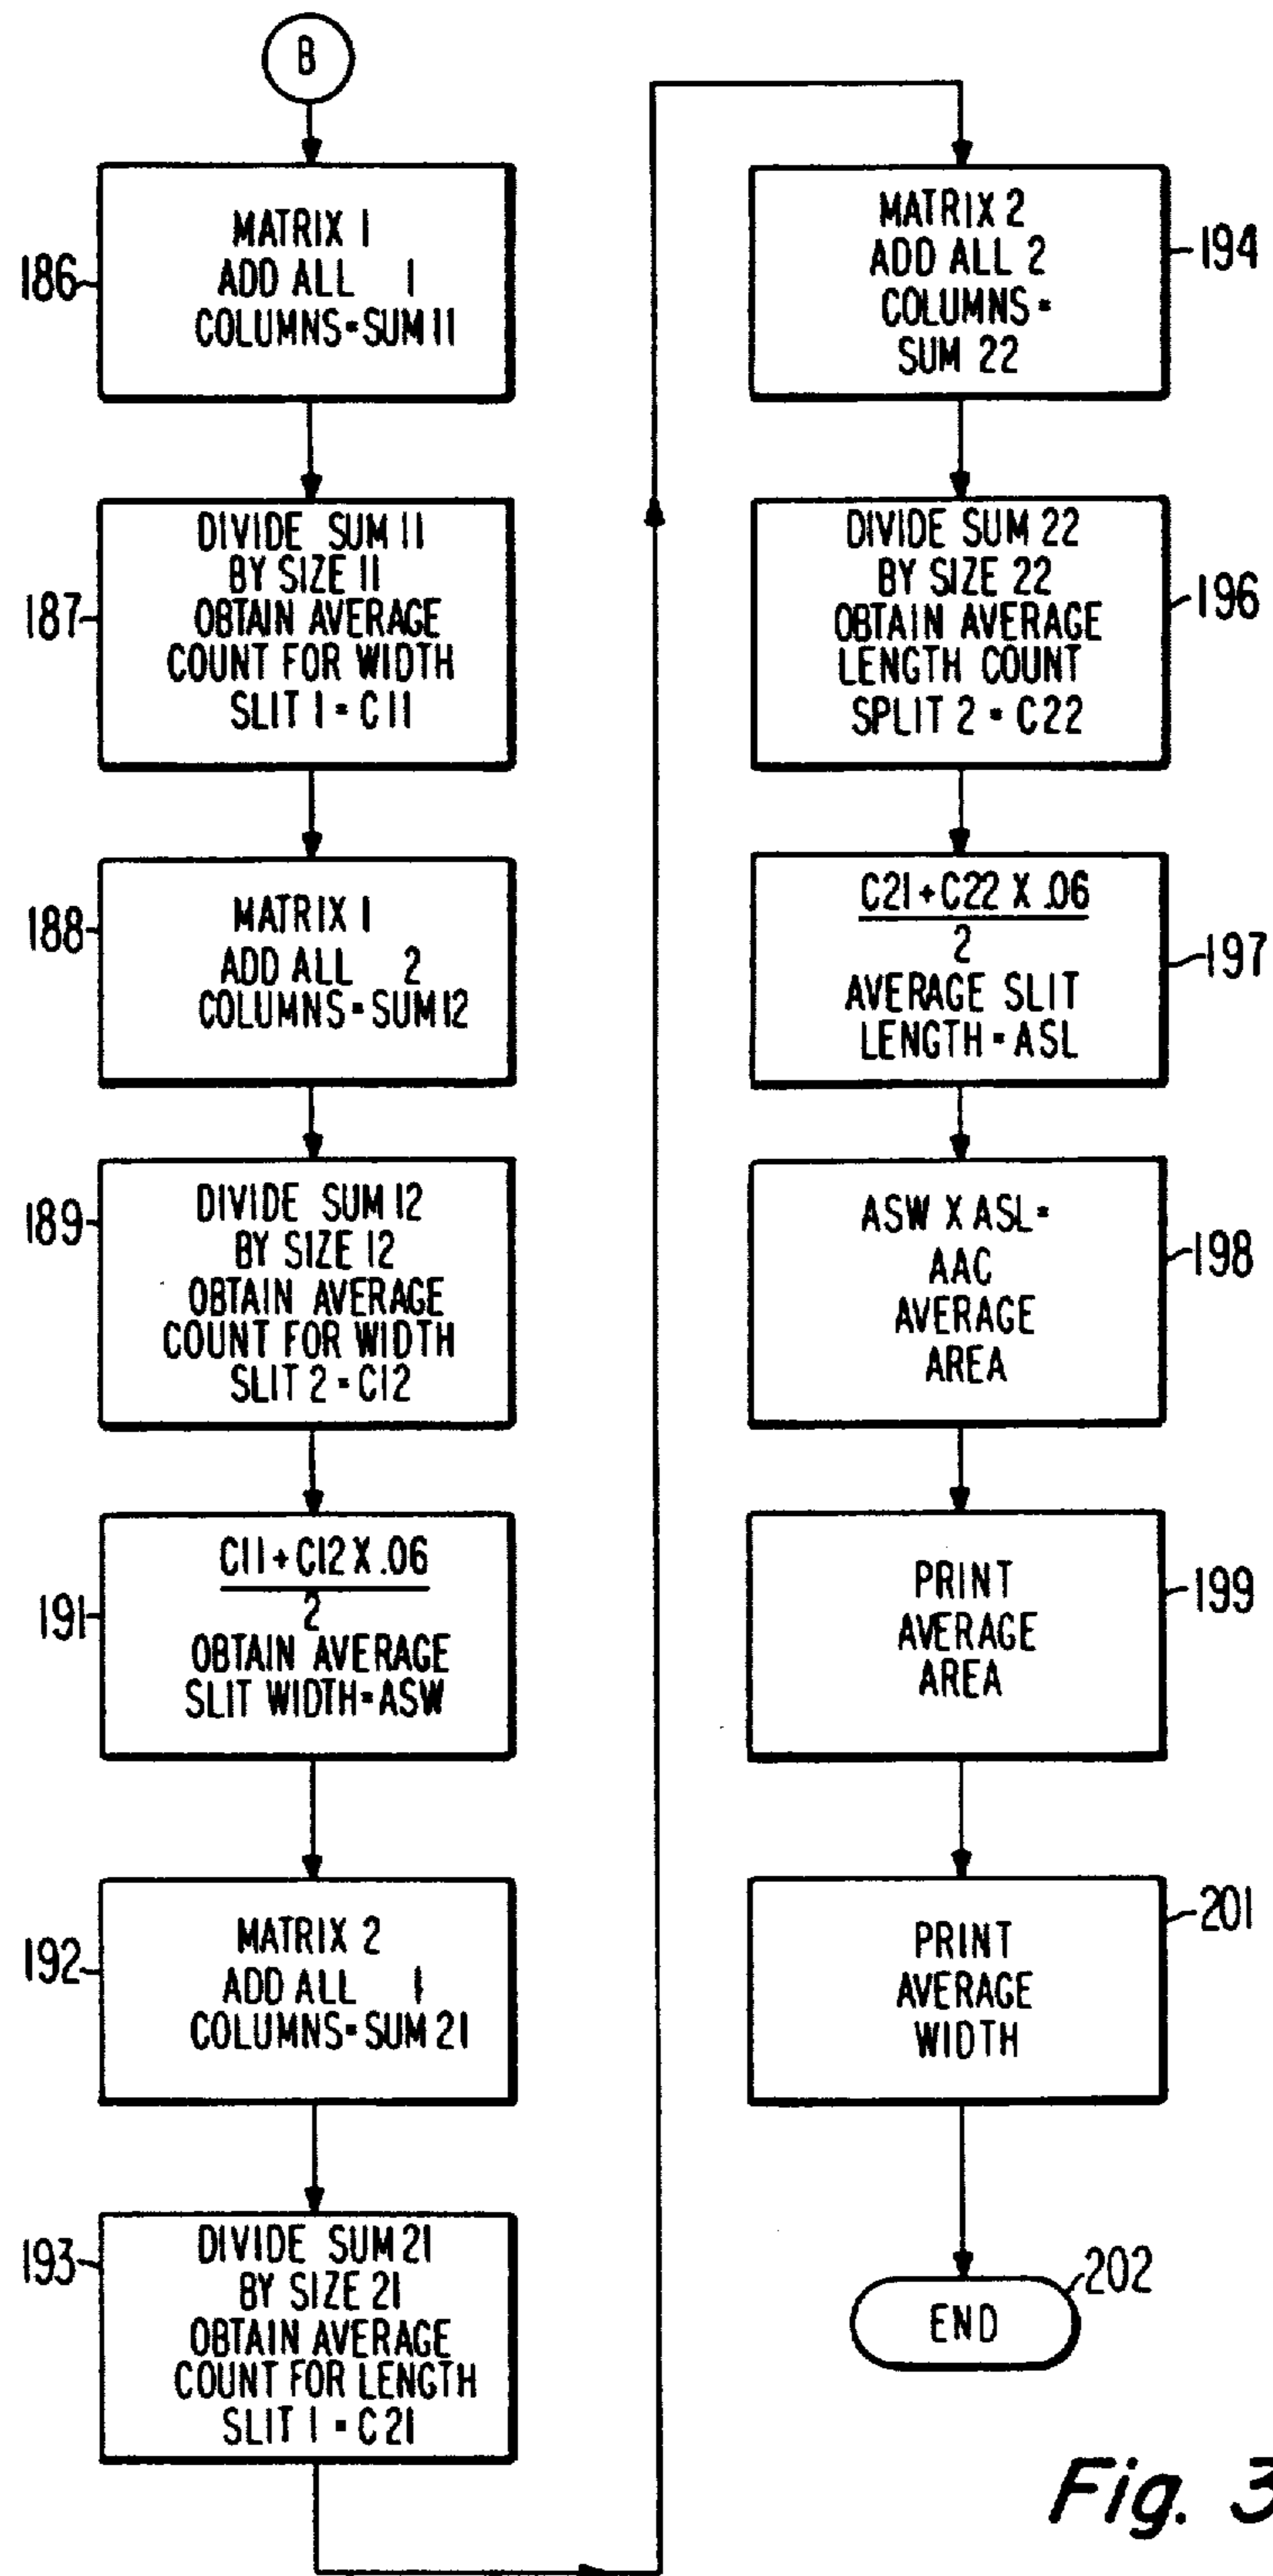 B
186
MATRIX 1
ADD ALL 1
COLUMNS=SUM 11
187
DIVIDE SUM 11
BY SIZE 11
OBTAIN AVERAGE
COUNT FOR WIDTH
SLIT 1 = C11
188
MATRIX 1
ADD ALL 2
COLUMNS=SUM 12
189
DIVIDE SUM 12
BY SIZE 12
OBTAIN AVERAGE
COUNT FOR WIDTH
SLIT 2 = C12
191
C11 + C12 X .06
2
OBTAIN AVERAGE
SLIT WIDTH=ASW
192
MATRIX 2
ADD ALL 1
COLUMNS=SUM 21
193
DIVIDE SUM 21
BY SIZE 21
OBTAIN AVERAGE
COUNT FOR LENGTH
SLIT 1 = C21
MATRIX 2
ADD ALL 2
COLUMNS =
SUM 22
194
DIVIDE SUM 22
BY SIZE 22
OBTAIN AVERAGE
LENGTH COUNT
SPLIT 2 = C22
196
C21 + C22 X .06
2
AVERAGE SLIT
LENGTH = ASL
197
ASW X ASL =
AAC
AVERAGE
AREA
198
PRINT
AVERAGE
AREA
199
PRINT
AVERAGE
WIDTH
201
END
202
Fig. 3